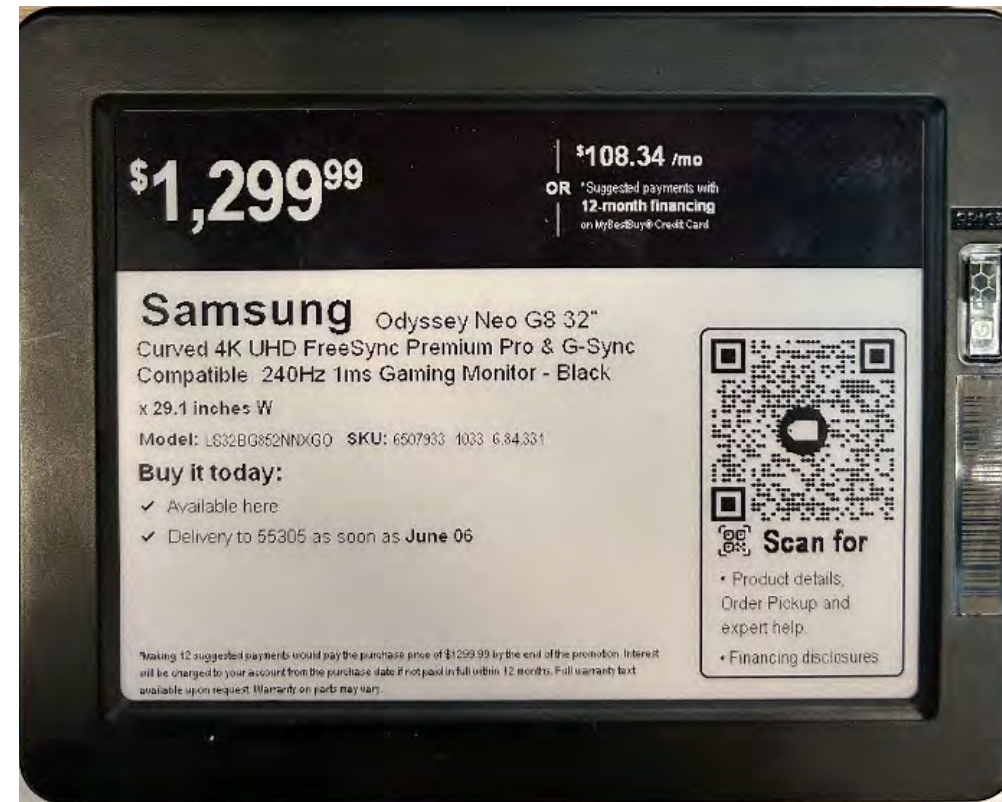 $1,299.99
$108.34 /mo
OR *Suggested payments with
12-month financing
on MyBestBuy® Credit Card
PRICE
Samsung Odyssey Neo G8 32"
Curved 4K UHD FreeSync Premium Pro & G-Sync
Compatible 240Hz 1ms Gaming Monitor - Black
x 29.1 inches W
Model: LS32BG852NNXGO SKU: 6507933 1033 6.84.331
Buy it today:
✓ Available here
✓ Delivery to 55305 as soon as June 06
Scan for
• Product details,
Order Pickup and
expert help.
• Financing disclosures
*Making 12 suggested payments would pay the purchase price of $1299.99 by the end of the promotion. Interest
will be charged to your account from the purchase date if not paid in full within 12 months. Full warranty text
available upon request. Warranty on parts may vary.